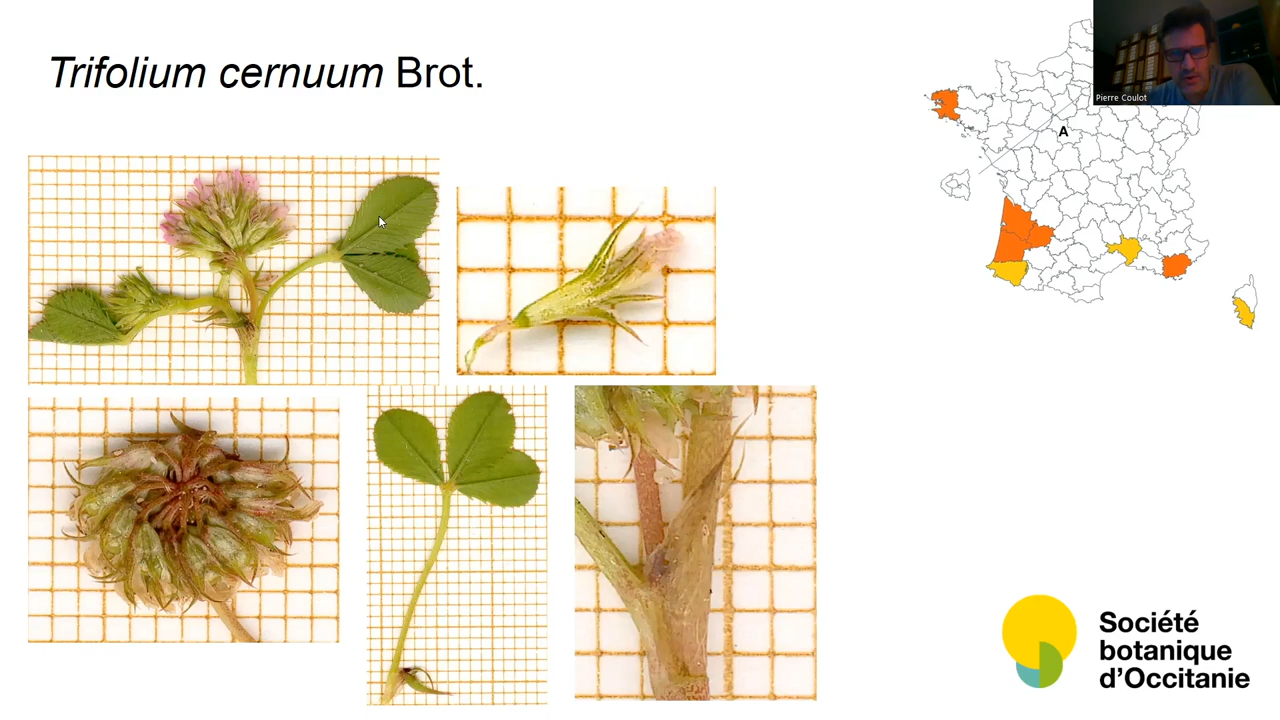 Trifolium cernuum Brot.
Pierre Coulot
A
Société
botanique
d'Occitanie